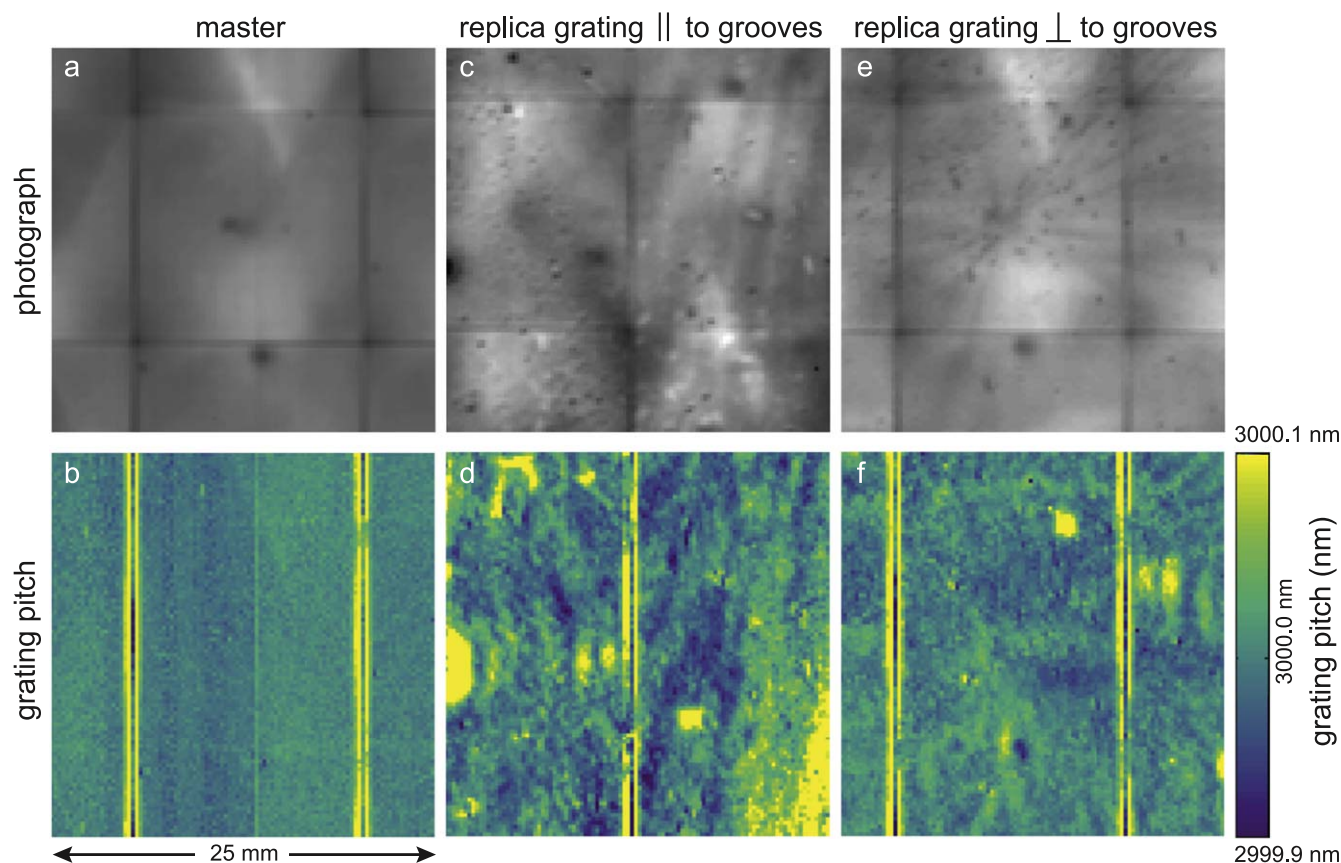 master
replica grating || to grooves
replica grating ⊥ to grooves
a
c
e
photograph
b
d
f
grating pitch
25 mm
3000.1 nm
3000.0 nm
2999.9 nm
grating pitch (nm)